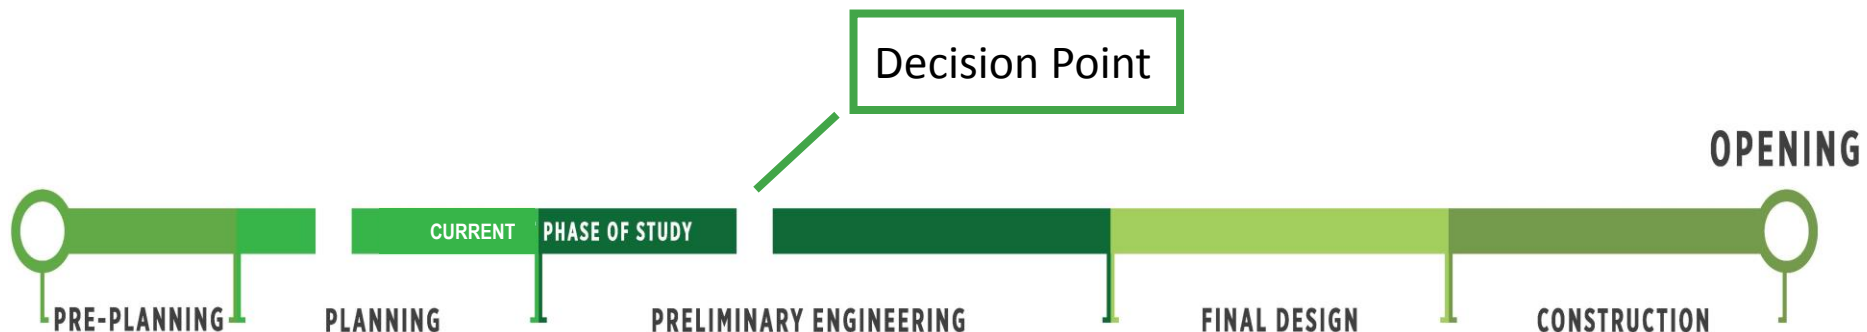 Decision Point
OPENING
CURRENT PHASE OF STUDY
PRE-PLANNING PLANNING PRELIMINARY ENGINEERING FINAL DESIGN CONSTRUCTION